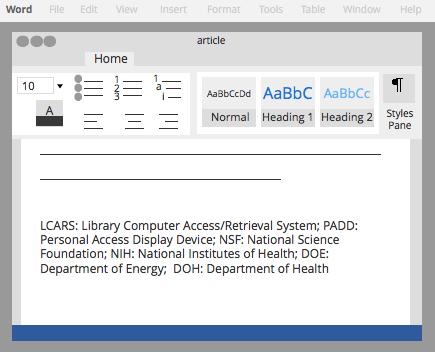 Word File Edit View Insert Format Tools Table Window Help
article
Home
10
1
2
3
1
a
i
A
AaBbCcDd AaBbC AaBbCc ¶
Normal Heading 1 Heading 2 Styles
Pane
LCARS: Library Computer Access/Retrieval System; PADD:
Personal Access Display Device; NSF: National Science
Foundation; NIH: National Institutes of Health; DOE:
Department of Energy; DOH: Department of Health